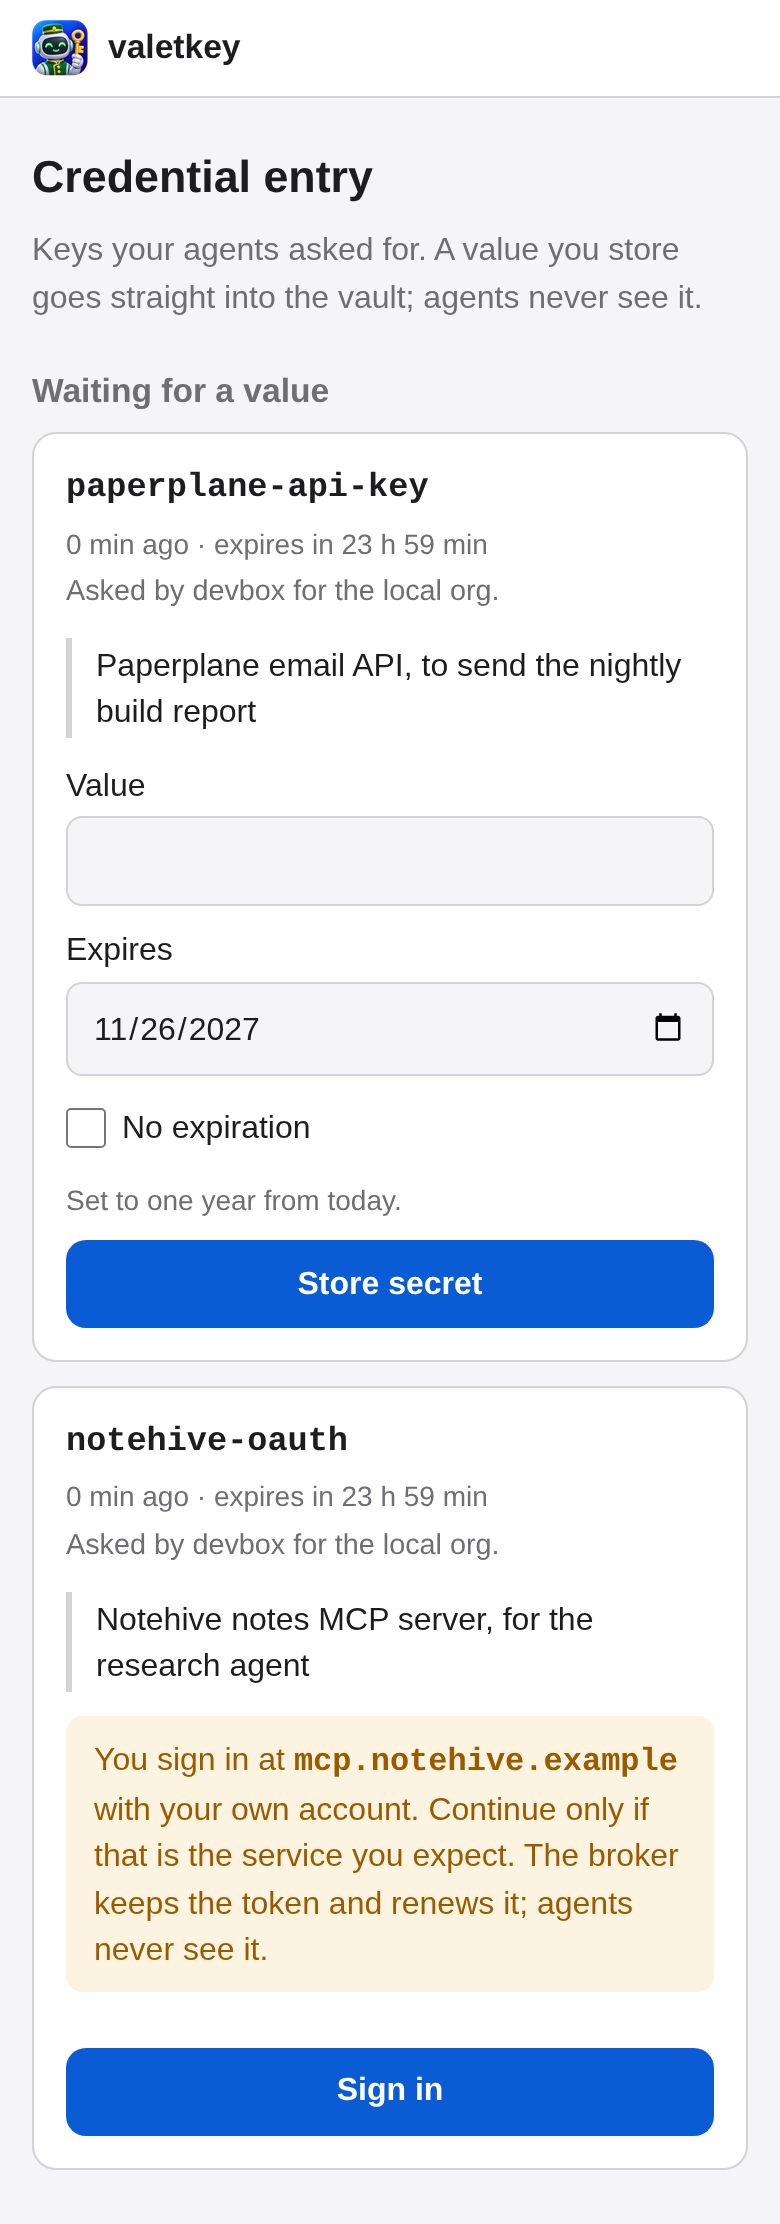 valetkey
Credential entry
Keys your agents asked for. A value you store
goes straight into the vault; agents never see it.
Waiting for a value
paperplane-api-key
0 min ago · expires in 23 h 59 min
Asked by devbox for the local org.
Paperplane email API, to send the nightly
build report
Value
Expires
11/26/2027
No expiration
Set to one year from today.
Store secret
notehive-oauth
0 min ago · expires in 23 h 59 min
Asked by devbox for the local org.
Notehive notes MCP server, for the
research agent
You sign in at mcp.notehive.example
with your own account. Continue only if
that is the service you expect. The broker
keeps the token and renews it; agents
never see it.
Sign in